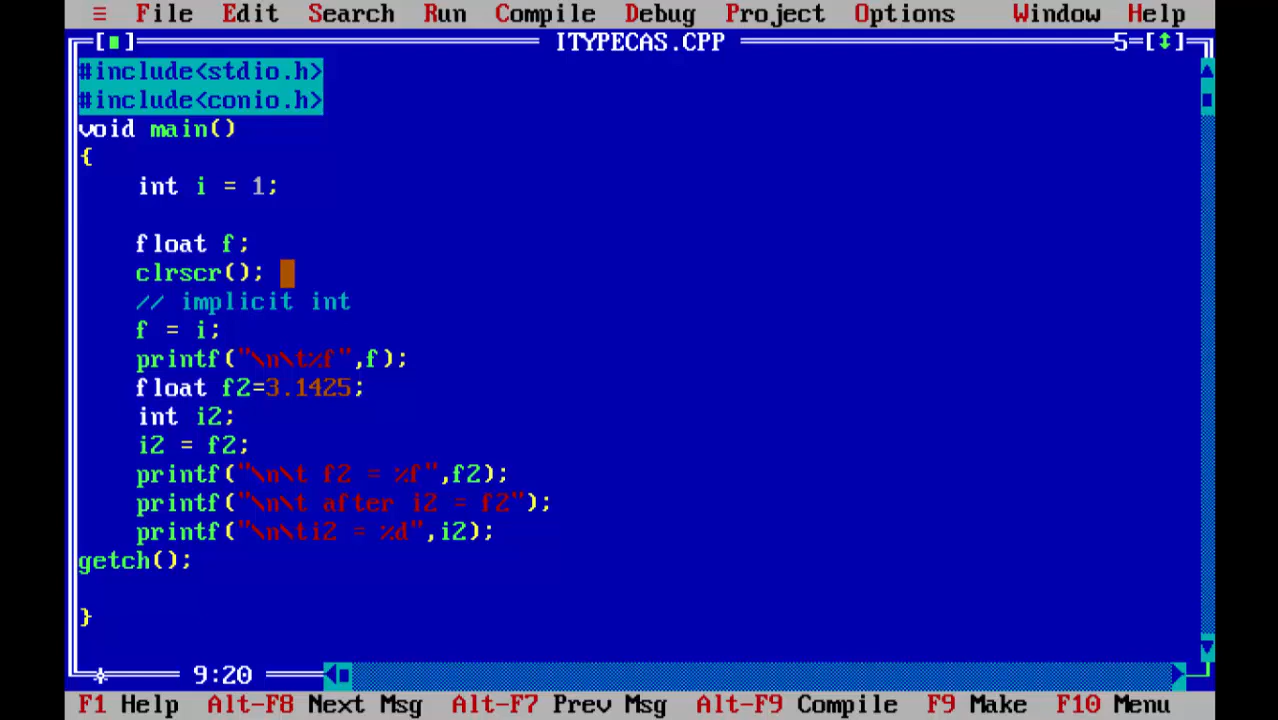 ≡ File Edit Search Run Compile Debug Project Options Window Help
[■] ITYPECAS.CPP 5=[↕]
#include<stdio.h>
#include<conio.h>
void main()
{
int i = 1;
float f;
clrscr();
// implicit int
f = i;
printf("\n\t%f",f);
float f2=3.1425;
int i2;
i2 = f2;
printf("\n\t f2 = %f",f2);
printf("\n\t after i2 = f2");
printf("\n\ti2 = %d",i2);
getch();
}
9:20
F1 Help Alt-F8 Next Msg Alt-F7 Prev Msg Alt-F9 Compile F9 Make F10 Menu